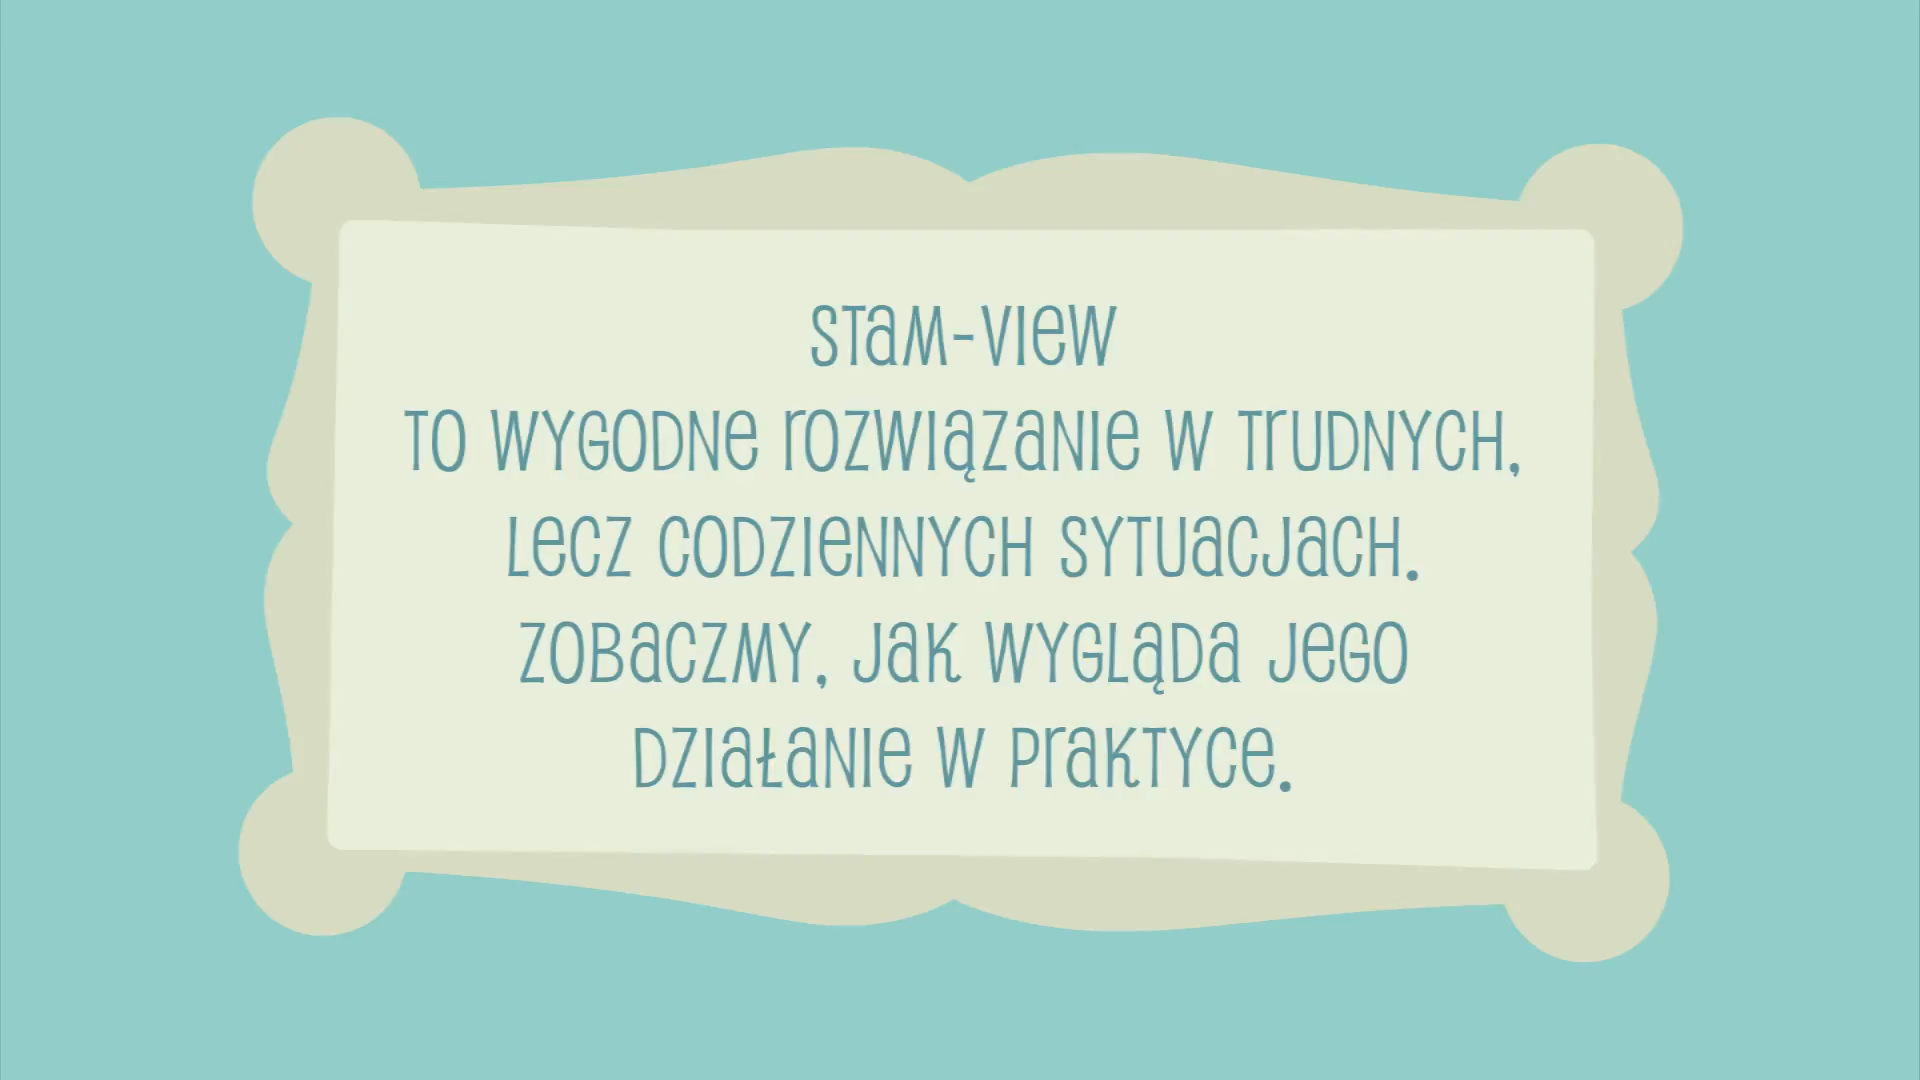 STAM-VIEW
TO WYGODNE ROZWIĄZANIE W TRUDNYCH,
LECZ CODZIENNYCH SYTUACJACH.
ZOBACZMY, JAK WYGLĄDA JEGO
DZIAŁANIE W PRAKTYCE.